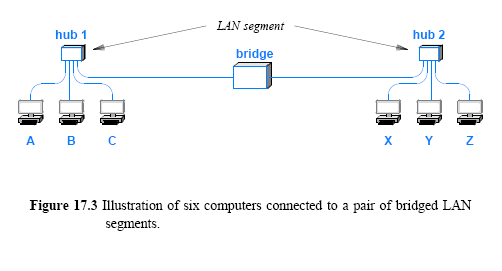 LAN segment
hub 1
hub 2
bridge
A B C X Y Z
Figure 17.3 Illustration of six computers connected to a pair of bridged LAN
segments.